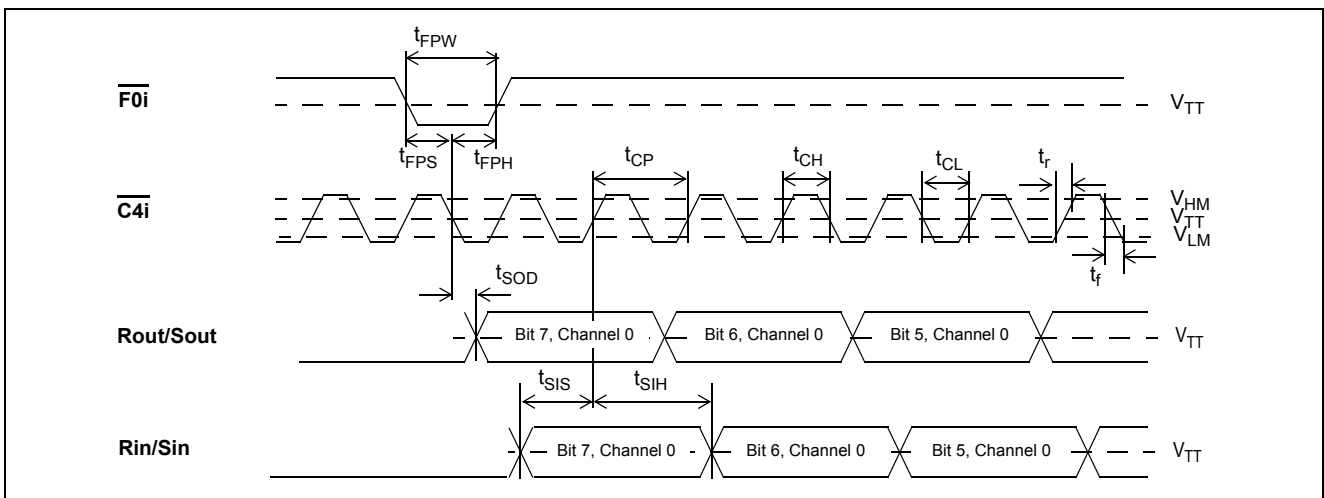 tFPW
F0i
VTT
tFPS
tFPH
tCP
tCH
tCL
tr
VHM
C4i
VTT
VLM
tf
tSOD
Rout/Sout
Bit 7, Channel 0
Bit 6, Channel 0
Bit 5, Channel 0
VTT
tSIS
tSIH
Rin/Sin
Bit 7, Channel 0
Bit 6, Channel 0
Bit 5, Channel 0
VTT